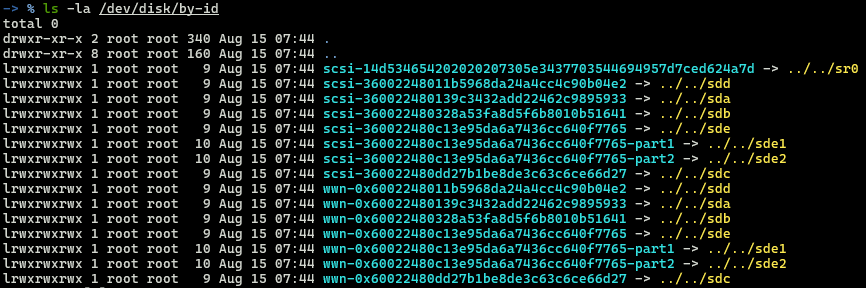 -> % ls -la /dev/disk/by-id
total 0
drwxr-xr-x 2 root root 340 Aug 15 07:44 .
drwxr-xr-x 8 root root 160 Aug 15 07:44 ..
lrwxrwxrwx 1 root root   9 Aug 15 07:44 scsi-14d534654202020207305e3437703544694957d7ced624a7d -> ../../sr0
lrwxrwxrwx 1 root root   9 Aug 15 07:44 scsi-36002248011b5968da24a4cc4c90b04e2 -> ../../sdd
lrwxrwxrwx 1 root root   9 Aug 15 07:44 scsi-360022480139c3432add22462c9895933 -> ../../sda
lrwxrwxrwx 1 root root   9 Aug 15 07:44 scsi-360022480328a53fa8d5f6b8010b51641 -> ../../sdb
lrwxrwxrwx 1 root root   9 Aug 15 07:44 scsi-360022480c13e95da6a7436cc640f7765 -> ../../sde
lrwxrwxrwx 1 root root  10 Aug 15 07:44 scsi-360022480c13e95da6a7436cc640f7765-part1 -> ../../sde1
lrwxrwxrwx 1 root root  10 Aug 15 07:44 scsi-360022480c13e95da6a7436cc640f7765-part2 -> ../../sde2
lrwxrwxrwx 1 root root   9 Aug 15 07:44 scsi-360022480dd27b1be8de3c63c6ce66d27 -> ../../sdc
lrwxrwxrwx 1 root root   9 Aug 15 07:44 wwn-0x6002248011b5968da24a4cc4c90b04e2 -> ../../sdd
lrwxrwxrwx 1 root root   9 Aug 15 07:44 wwn-0x60022480139c3432add22462c9895933 -> ../../sda
lrwxrwxrwx 1 root root   9 Aug 15 07:44 wwn-0x60022480328a53fa8d5f6b8010b51641 -> ../../sdb
lrwxrwxrwx 1 root root   9 Aug 15 07:44 wwn-0x60022480c13e95da6a7436cc640f7765 -> ../../sde
lrwxrwxrwx 1 root root  10 Aug 15 07:44 wwn-0x60022480c13e95da6a7436cc640f7765-part1 -> ../../sde1
lrwxrwxrwx 1 root root  10 Aug 15 07:44 wwn-0x60022480c13e95da6a7436cc640f7765-part2 -> ../../sde2
lrwxrwxrwx 1 root root   9 Aug 15 07:44 wwn-0x60022480dd27b1be8de3c63c6ce66d27 -> ../../sdc